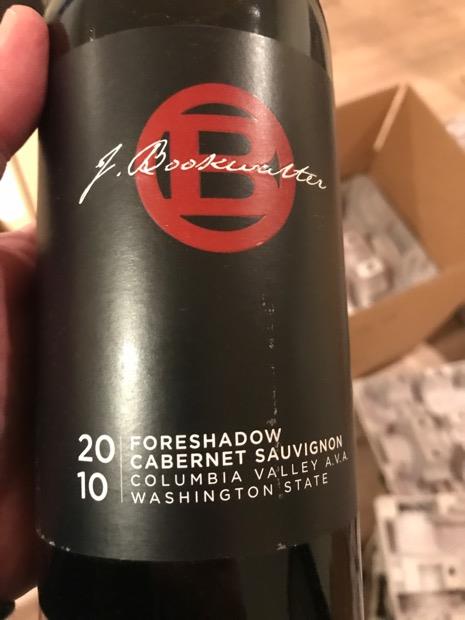 B
J. Bookwalter
20
10
FORESHADOW
CABERNET SAUVIGNON
COLUMBIA VALLEY A.V.A.
WASHINGTON STATE